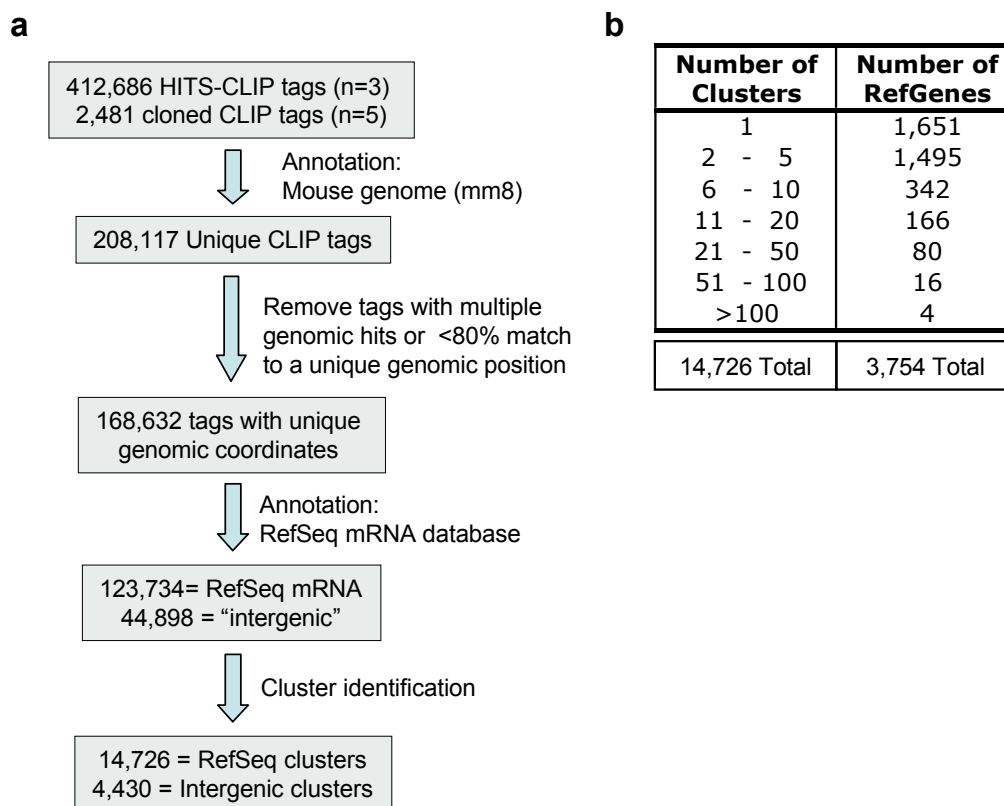 a
412,686 HITS-CLIP tags (n=3)
2,481 cloned CLIP tags (n=5)
Annotation:
Mouse genome (mm8)
208,117 Unique CLIP tags
Remove tags with multiple
genomic hits or <80% match
to a unique genomic position
168,632 tags with unique
genomic coordinates
Annotation:
RefSeq mRNA database
123,734= RefSeq mRNA
44,898 = “intergenic”
Cluster identification
14,726 = RefSeq clusters
4,430 = Intergenic clusters
b
Number of Clusters Number of RefGenes
1 1,651
2 - 5 1,495
6 - 10 342
11 - 20 166
21 - 50 80
51 - 100 16
>100 4
14,726 Total 3,754 Total